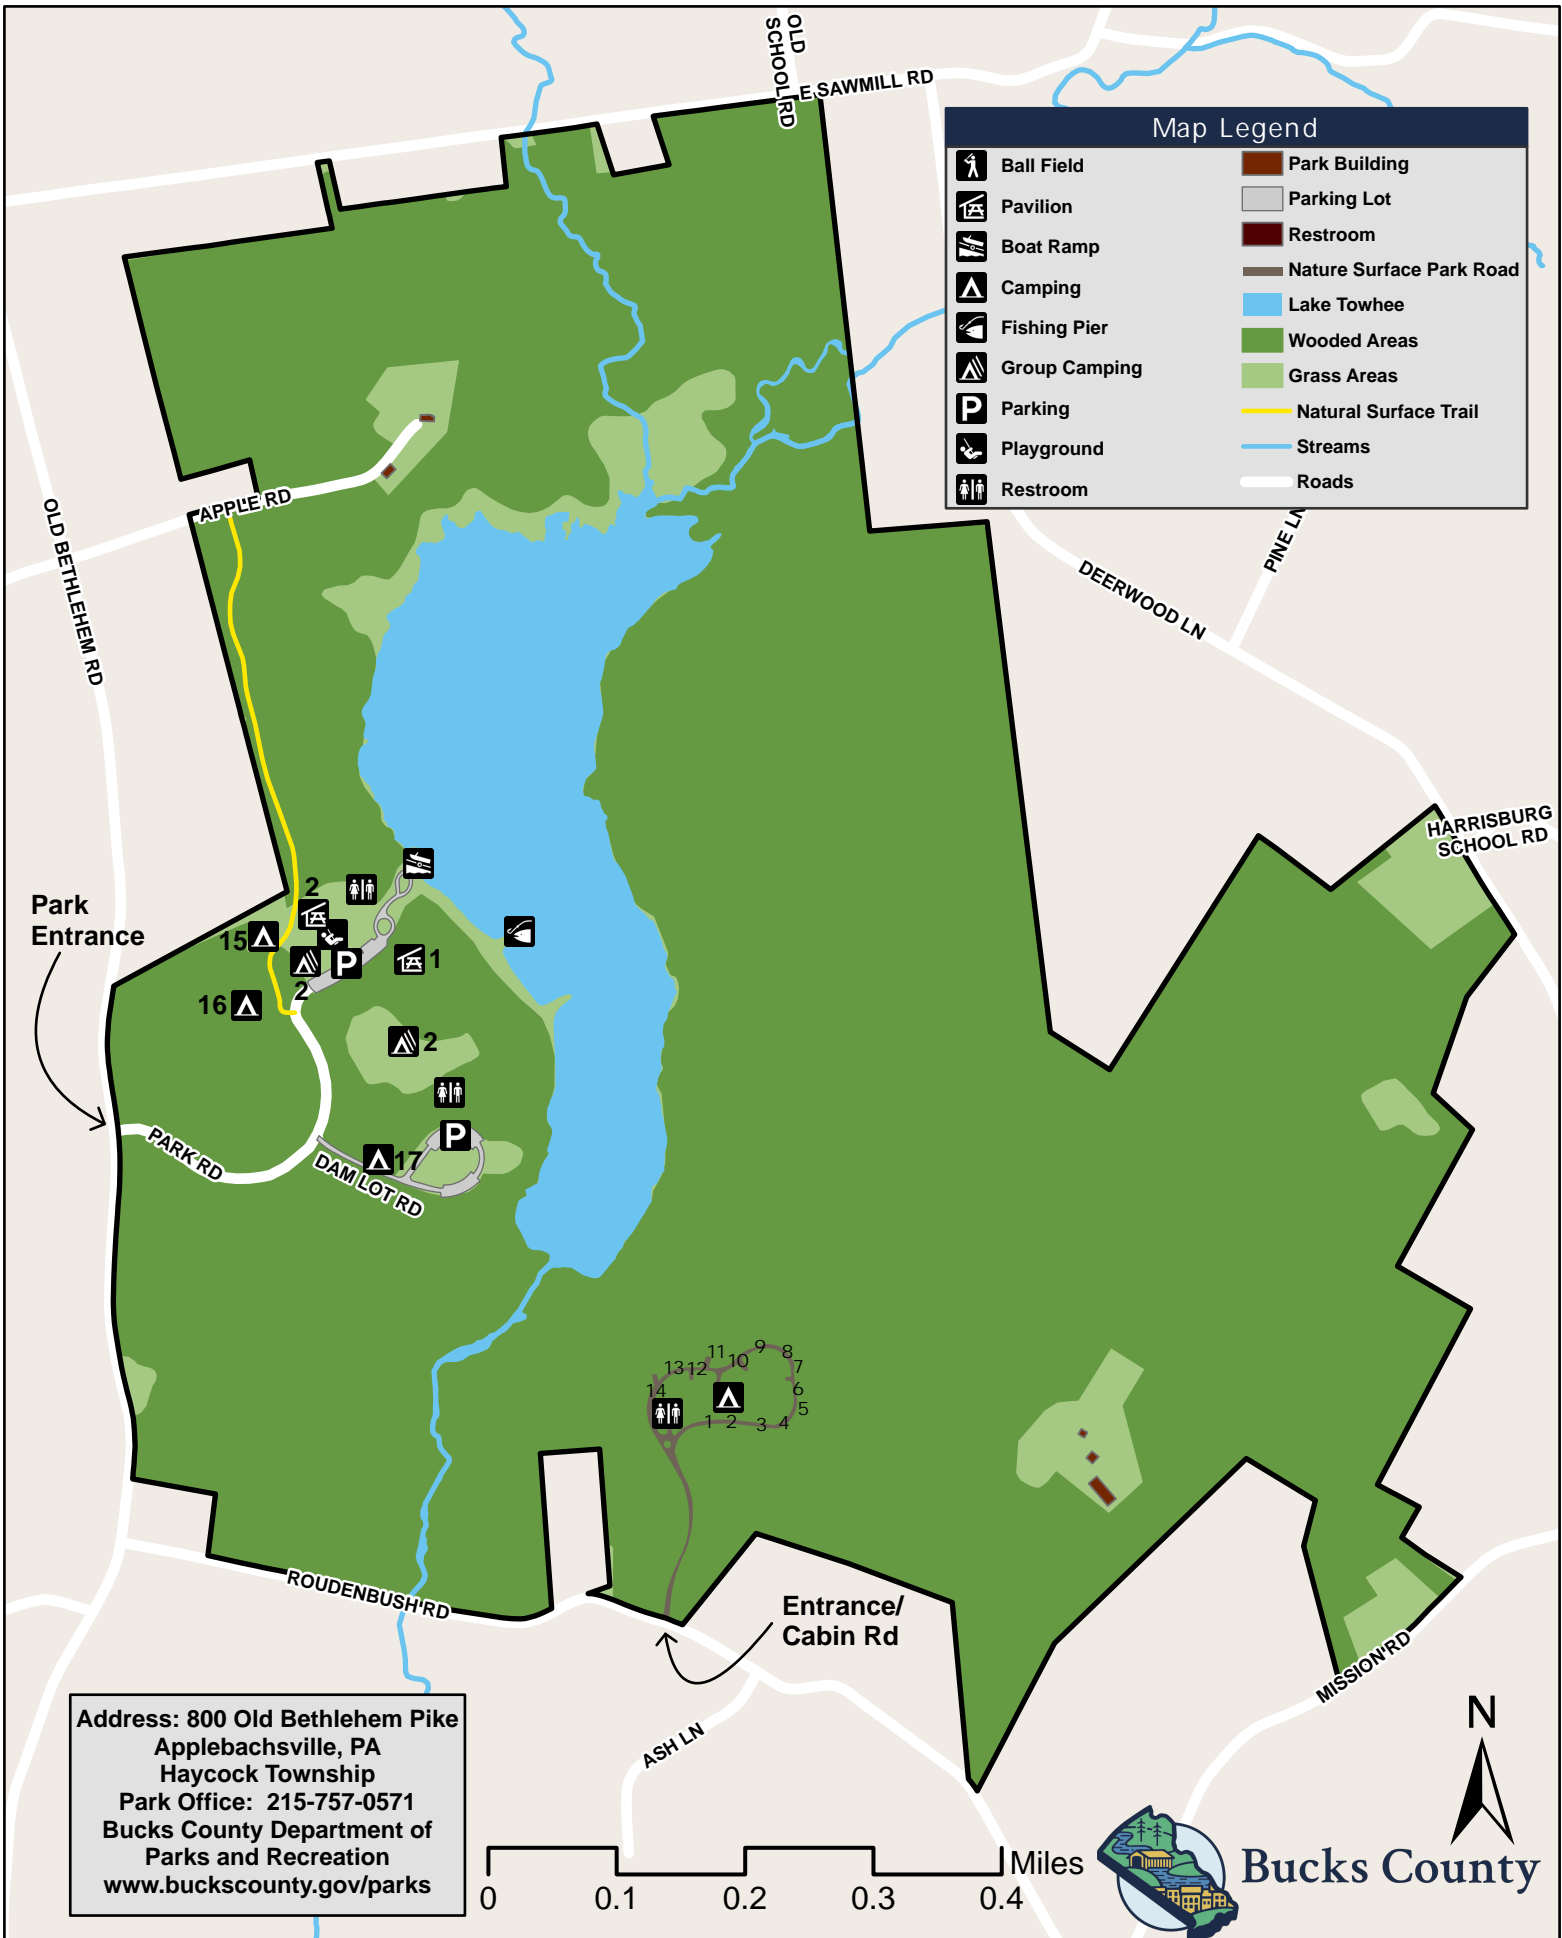 OLD
SCHOOL RD
E SAWMILL RD
Map Legend
Ball Field
Pavilion
Boat Ramp
Camping
Fishing Pier
Group Camping
P
Parking
Playground
Restroom
Park Building
Parking Lot
Restroom
Nature Surface Park Road
Lake Towhee
Wooded Areas
Grass Areas
Natural Surface Trail
Streams
Roads
APPLE RD
OLD BETHLEHEM RD
PINE LN
DEERWOOD LN
HARRISBURG
SCHOOL RD
Park
Entrance
2
15
P
1
2
16
2
P
17
PARK RD
DAM LOT RD
9
8
11
10
7
13
12
14
6
5
1
2
3
4
ROUDENBUSH RD
Entrance/
Cabin Rd
MISSION RD
ASH LN
N
Address: 800 Old Bethlehem Pike
Applebachsville, PA
Haycock Township
Park Office: 215-757-0571
Bucks County Department of
Parks and Recreation
www.buckscounty.gov/parks
Miles
0
0.1
0.2
0.3
0.4
Bucks County